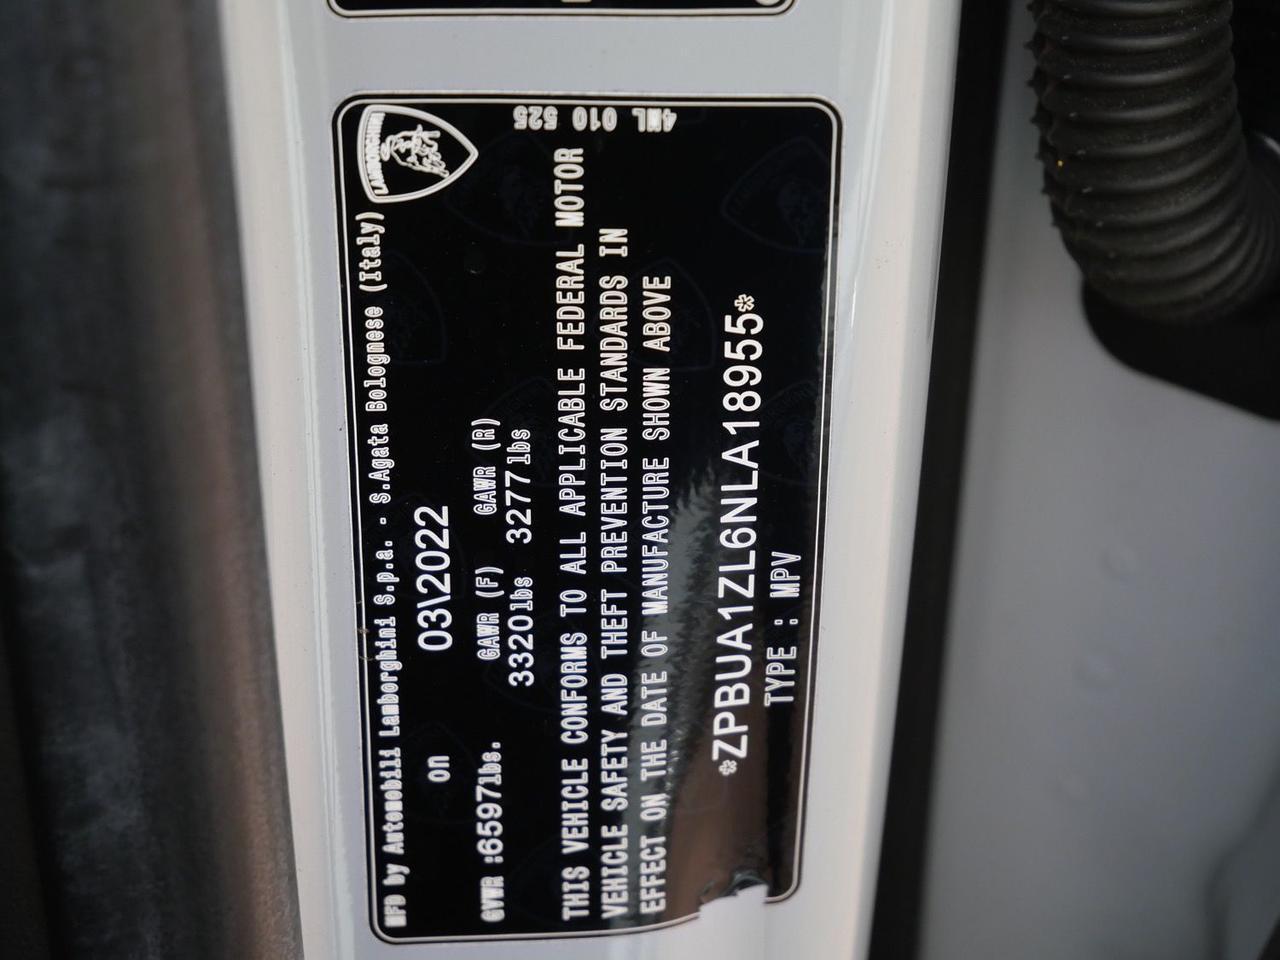 LAMBORGHINI
MFD by Automobili Lamborghini S.p.a. - S.Agata Bolognese (Italy)
on 03\2022
GVWR :6597lbs. GAWR (F) GAWR (R)
3320lbs 3277lbs
4ML 010 525
THIS VEHICLE CONFORMS TO ALL APPLICABLE FEDERAL MOTOR
VEHICLE SAFETY AND THEFT PREVENTION STANDARDS IN
EFFECT ON THE DATE OF MANUFACTURE SHOWN ABOVE
*ZPBUA1ZL6NLA18955*
TYPE : MPV